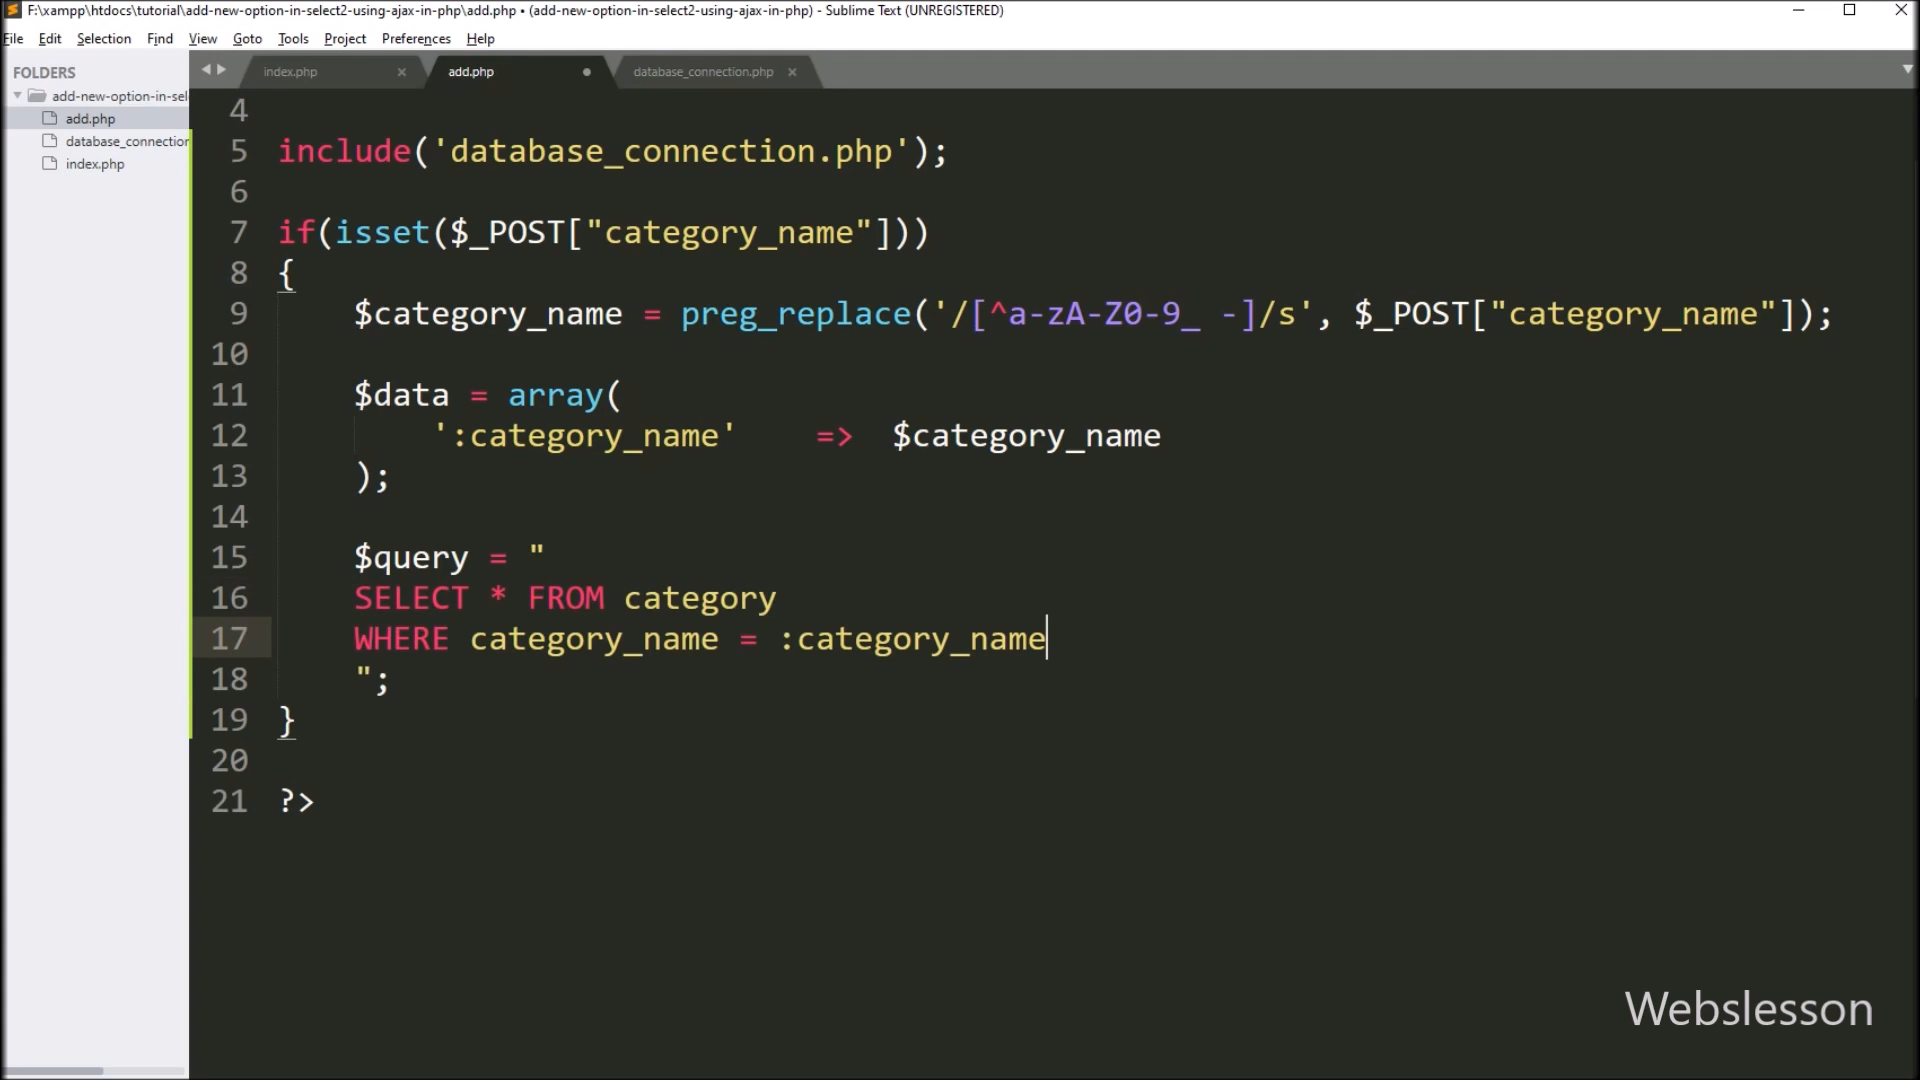 F:\xampp\htdocs\tutorial\add-new-option-in-select2-using-ajax-in-php\add.php • (add-new-option-in-select2-using-ajax-in-php) - Sublime Text (UNREGISTERED)
File Edit Selection Find View Goto Tools Project Preferences Help
FOLDERS
add-new-option-in-sel
add.php
database_connection
index.php
index.php add.php database_connection.php
4
5 include('database_connection.php');
6
7 if(isset($_POST["category_name"]))
8 {
9 $category_name = preg_replace('/[^a-zA-Z0-9_ -]/s', $_POST["category_name"]);
10
11 $data = array(
12 ':category_name' => $category_name
13 );
14
15 $query = "
16 SELECT * FROM category
17 WHERE category_name = :category_name
18 ";
19 }
20
21 ?>
Webslesson